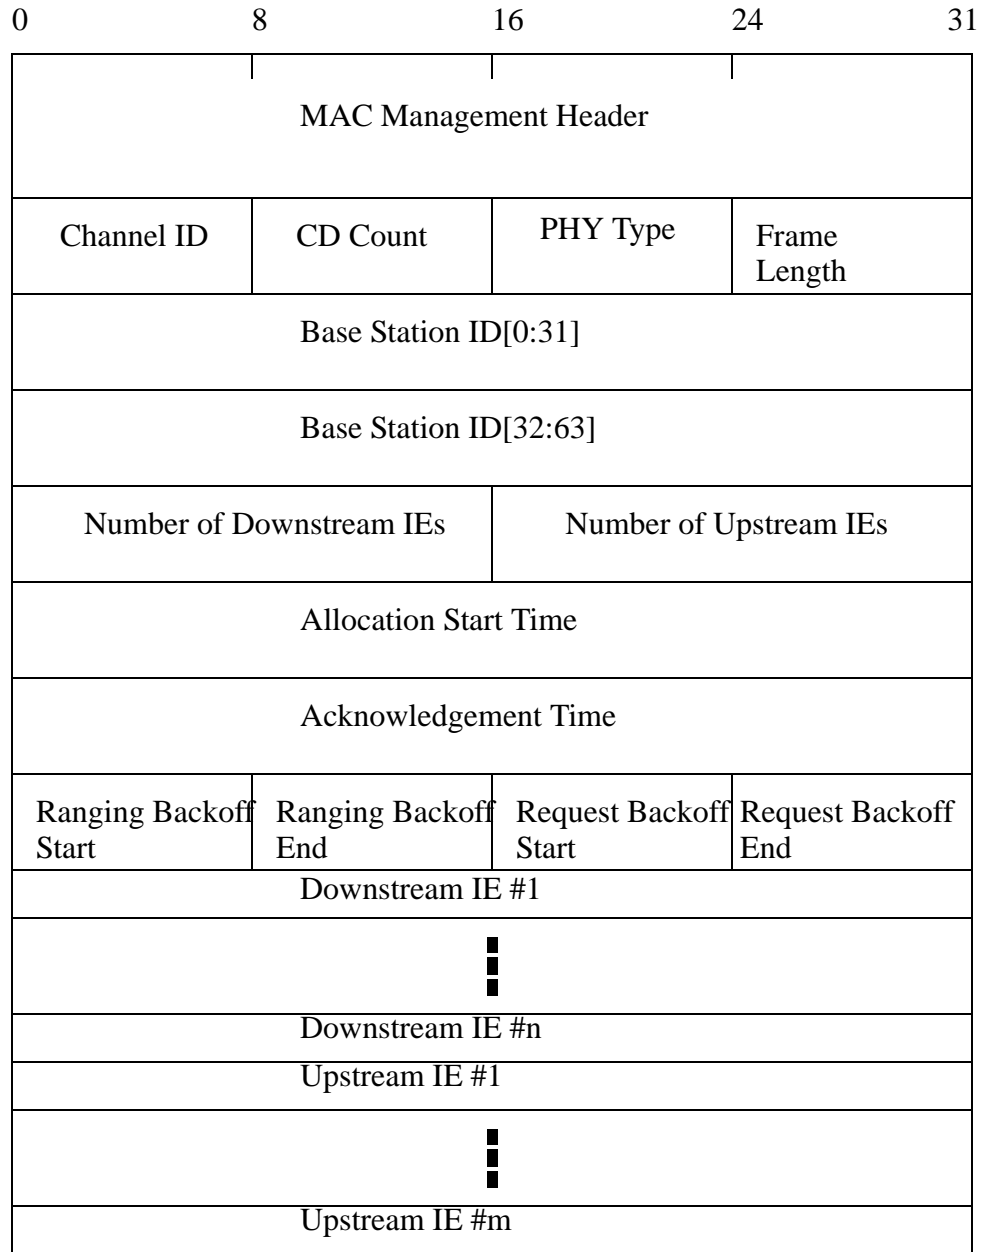 0 8 16 24 31
MAC Management Header
Channel ID CD Count PHY Type Frame
Length
Base Station ID[0:31]
Base Station ID[32:63]
Number of Downstream IEs Number of Upstream IEs
Allocation Start Time
Acknowledgement Time
Ranging Backoff Ranging Backoff Request Backoff Request Backoff
Start End Start End
Downstream IE #1
Downstream IE #n
Upstream IE #1
Upstream IE #m